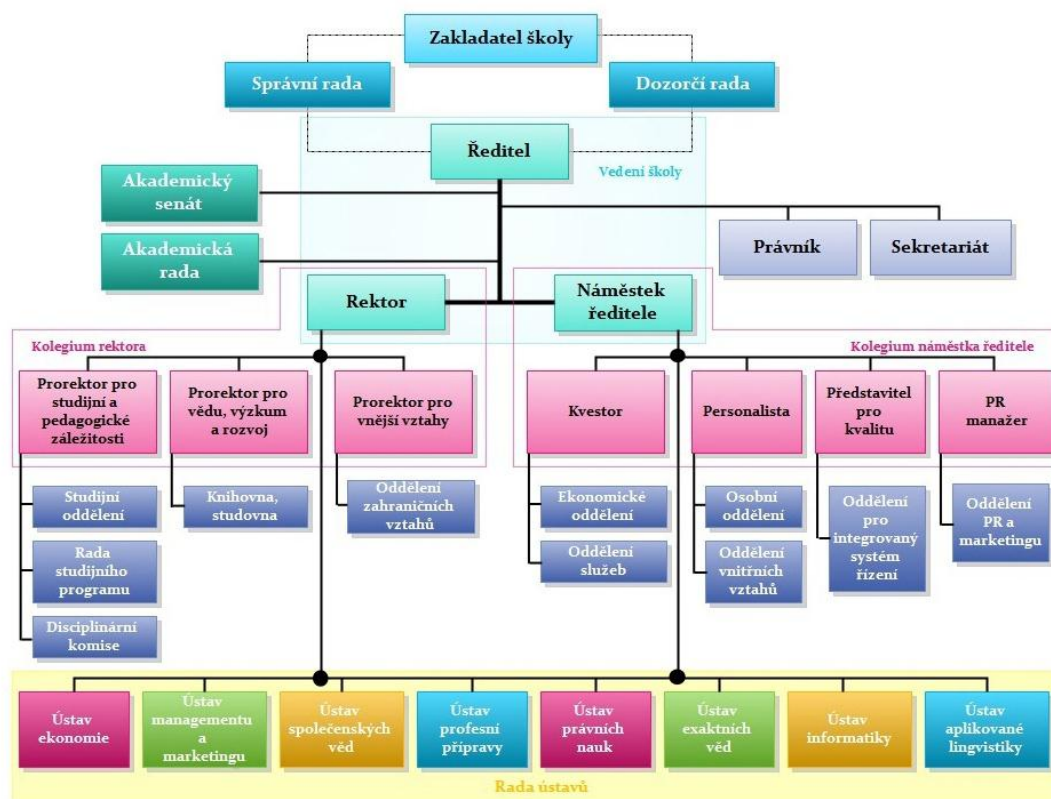 Zakladatel školy
Správní rada
Dozorčí rada
Ředitel
Vedení školy
Akademický
senát
Akademická
rada
Právník
Sekretariát
Rektor
Náměstek
ředitele
Kolegium rektora
Kolegium náměstka ředitele
Prorektor pro
studijní a
pedagogické
záležitosti
Prorektor pro
vědu, výzkum
a rozvoj
Prorektor pro
vnější vztahy
Kvestor
Personalista
Představitel
pro
kvalitu
PR
manažer
Studijní
oddělení
Rada
studijního
programu
Disciplinární
komise
Knihovna,
studovna
Oddělení
zahraničních
vztahů
Ekonomické
oddělení
Oddělení
služeb
Osobní
oddělení
Oddělení
vnitřních
vztahů
Oddělení
pro
integrovaný
systém
řízení
Oddělení
PR a
marketingu
Ústav
ekonomie
Ústav
managementu
a
marketingu
Ústav
společenských
věd
Ústav
profesní
přípravy
Ústav
právních
nauk
Ústav
exaktních
věd
Ústav
informatiky
Ústav
aplikované
lingvistiky
Rada ústavů